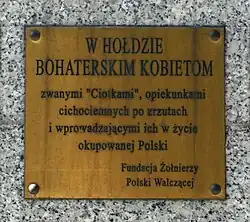 W HOŁDZIE
BOHATERSKIM KOBIETOM
zwanymi "Ciotkami", opiekunkami
cichociemnych po zrzutach
i wprowadzającymi ich w życie
okupowanej Polski
Fundacja Żołnierzy
Polski Walczącej